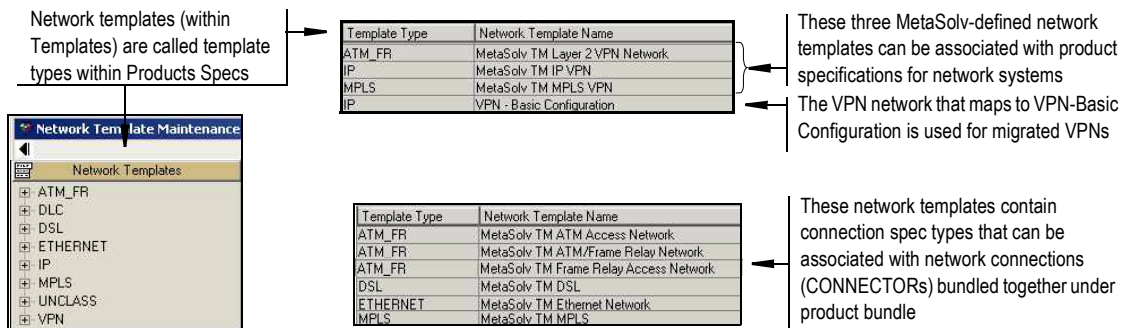 Network templates (within
Templates) are called template
types within Products Specs
Template Type Network Template Name
ATM_FR MetaSolv TM Layer 2 VPN Network
IP MetaSolv TM IP VPN
MPLS MetaSolv TM MPLS VPN
IP VPN - Basic Configuration
These three MetaSolv-defined network
templates can be associated with product
specifications for network systems
The VPN network that maps to VPN-Basic
Configuration is used for migrated VPNs
Network Template Maintenance
Network Templates
ATM_FR
DLC
DSL
ETHERNET
IP
MPLS
UNCLASS
VPN
Template Type Network Template Name
ATM_FR MetaSolv TM ATM Access Network
ATM_FR MetaSolv TM ATM/Frame Relay Network
ATM_FR MetaSolv TM Frame Relay Access Network
DSL MetaSolv TM DSL
ETHERNET MetaSolv TM Ethernet Network
MPLS MetaSolv TM MPLS
These network templates contain
connection spec types that can be
associated with network connections
(CONNECTORs) bundled together under
product bundle